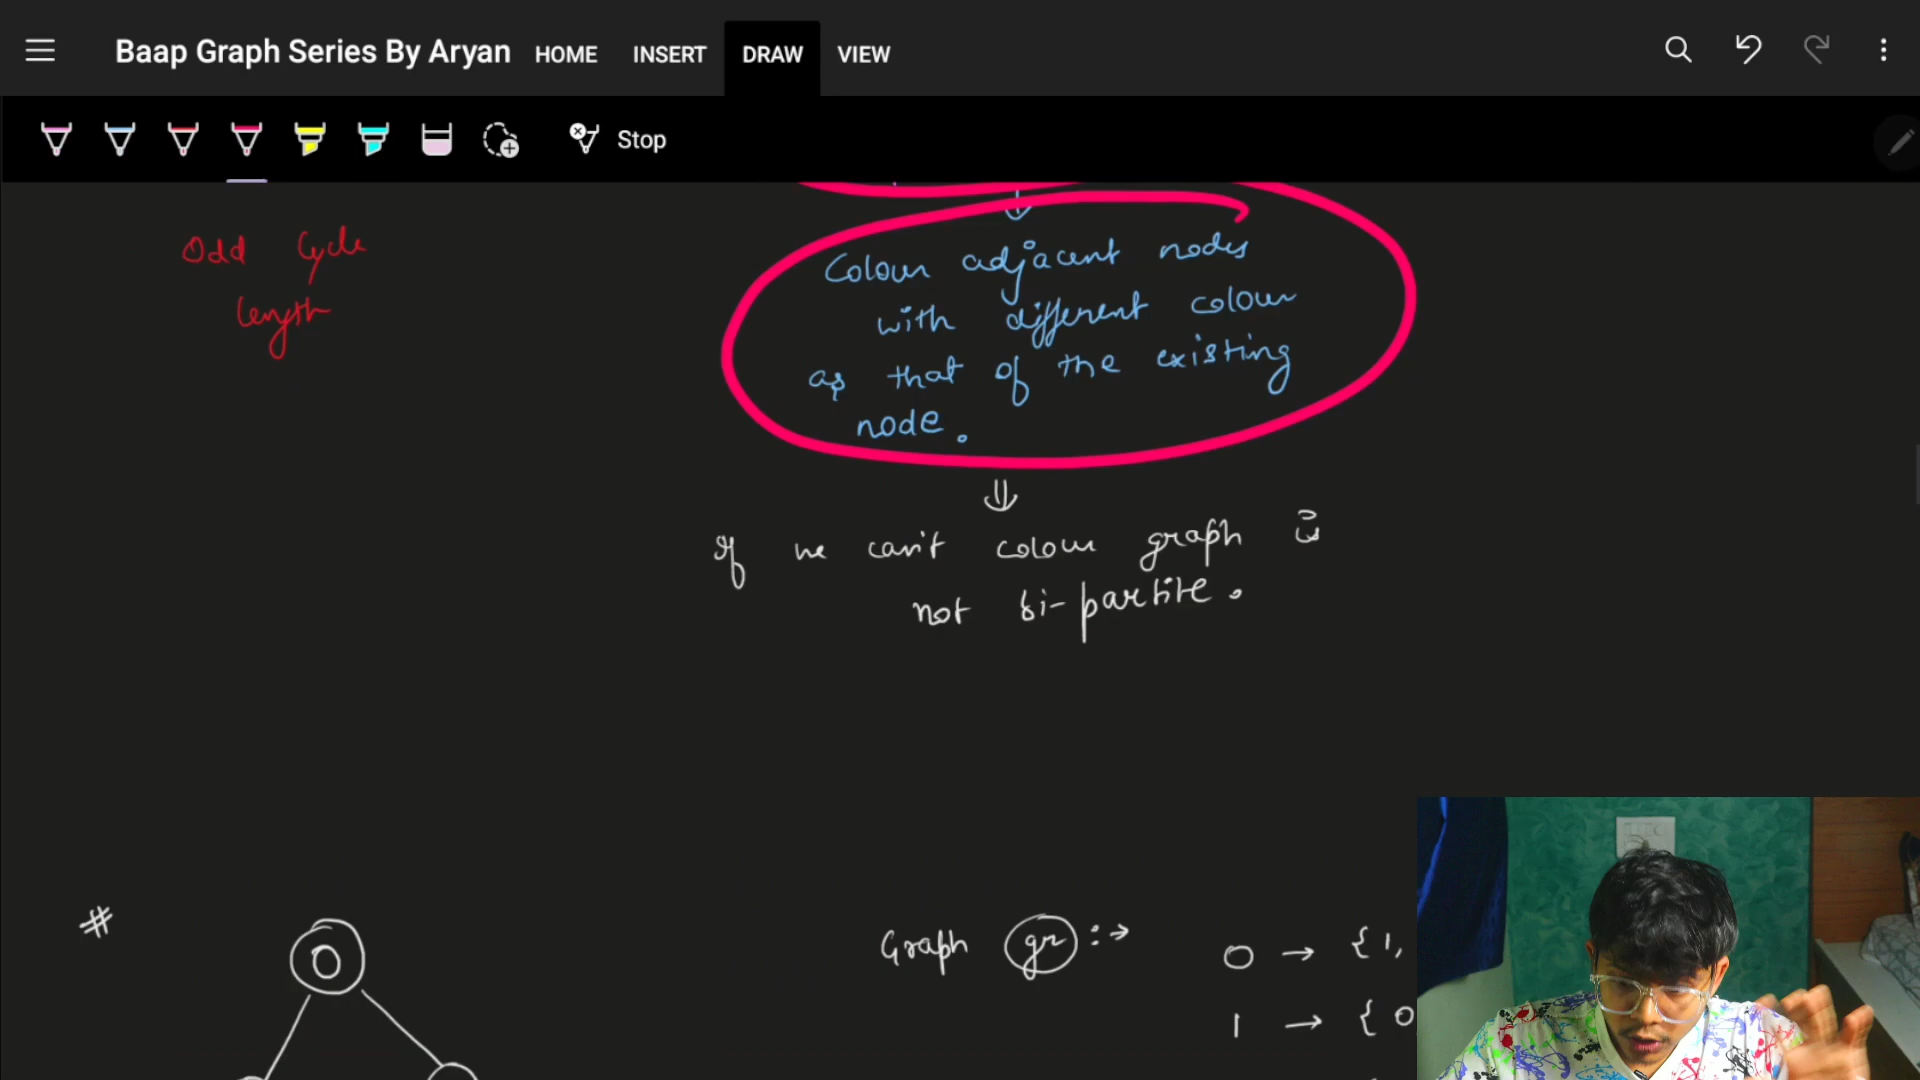 Baap Graph Series By Aryan HOME INSERT DRAW VIEW
Stop
Odd Cycle
length
Colour adjacent nodes
with different colour
as that of the existing
node.
If we can't colour graph is
not bi-partite.
#
0
Graph gr :→ 0 → { 1,
1 → { 0